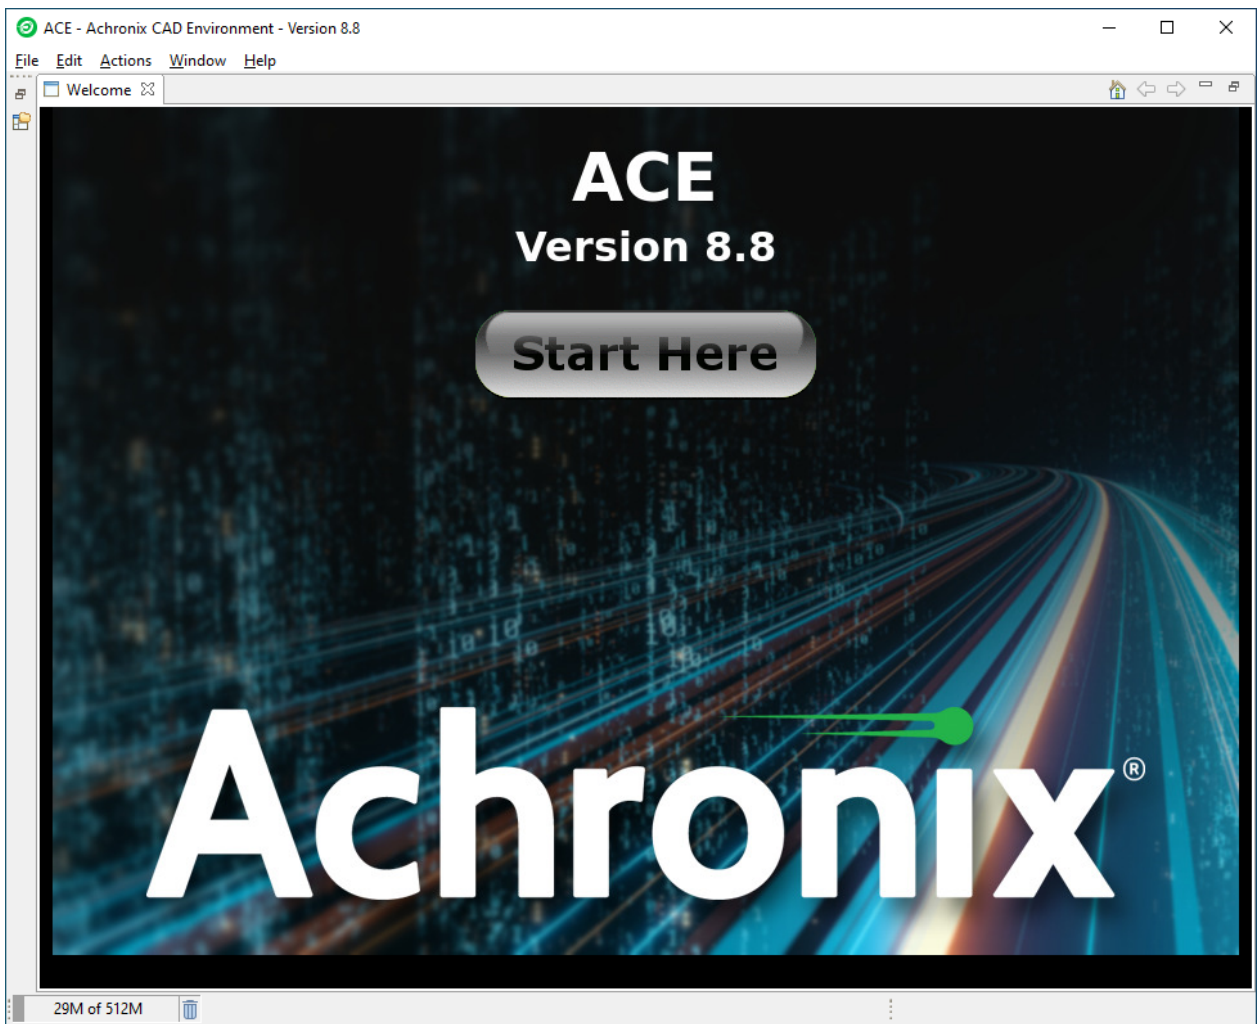 ACE - Achronix CAD Environment - Version 8.8
File Edit Actions Window Help
Welcome
ACE
Version 8.8
Start Here
Achronix®
29M of 512M